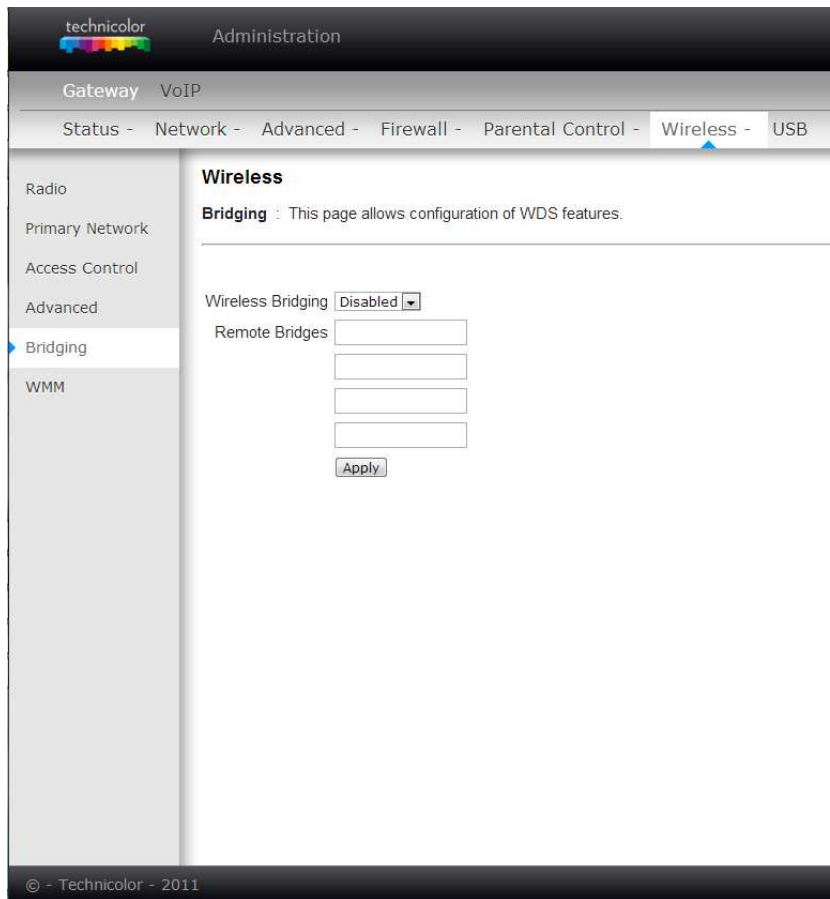 technicolor
Administration
Gateway VoIP
Status - Network - Advanced - Firewall - Parental Control - Wireless - USB
Radio
Primary Network
Access Control
Advanced
Bridging
WMM
Wireless
Bridging : This page allows configuration of WDS features.
Wireless Bridging Disabled
Remote Bridges
Apply
© - Technicolor - 2011